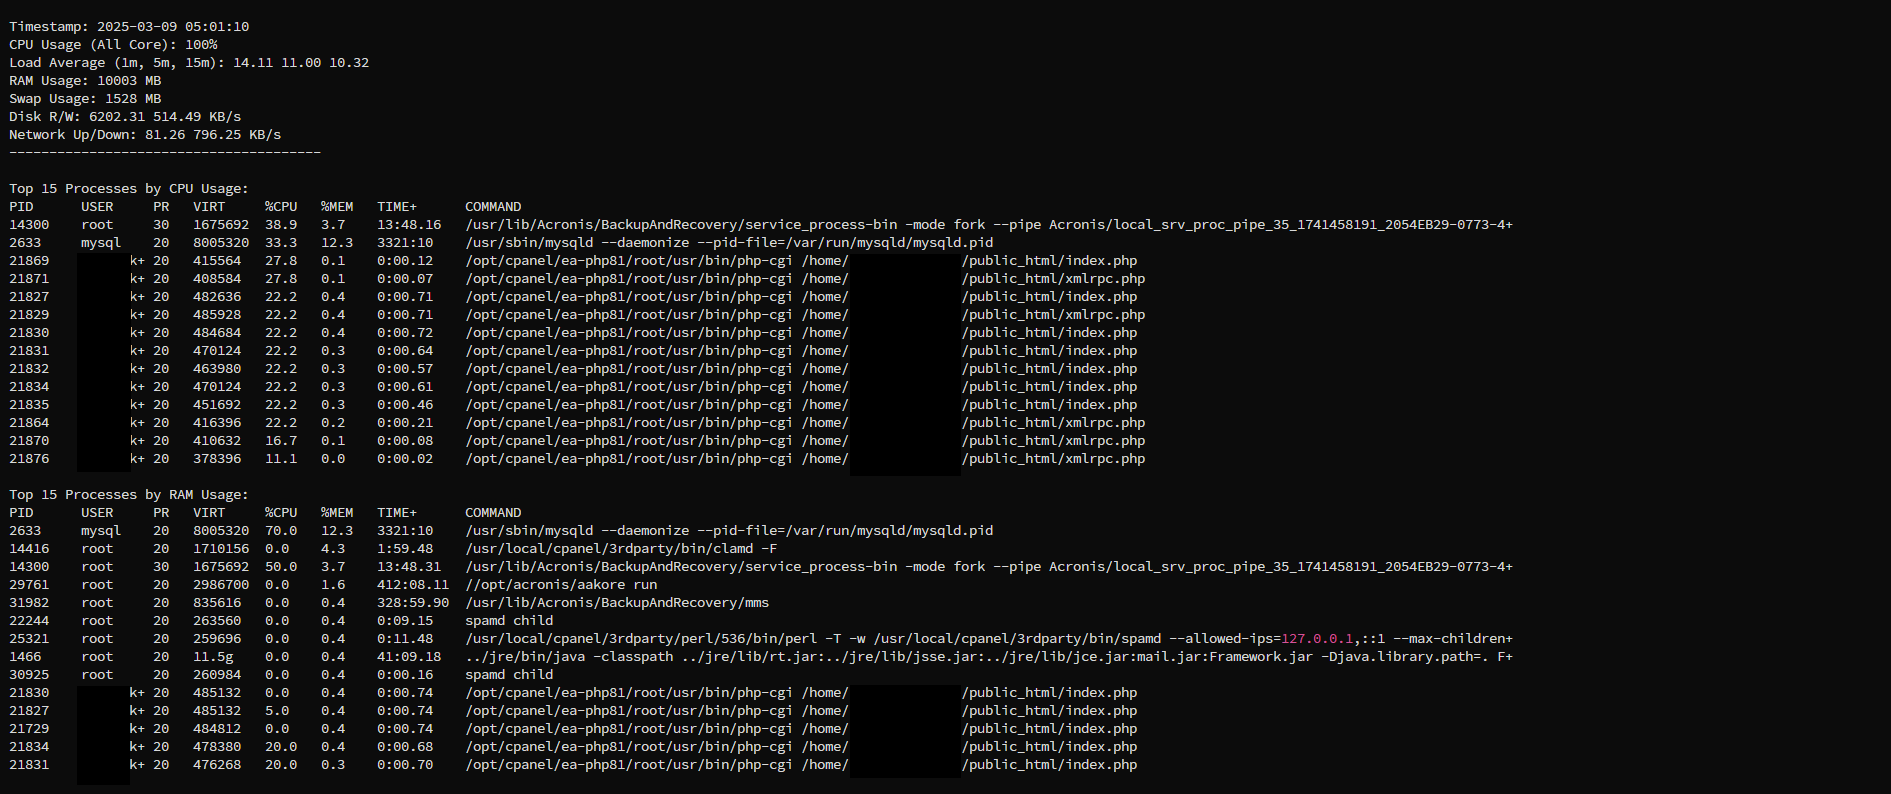 Timestamp: 2025-03-09 05:01:10
CPU Usage (All Core): 100%
Load Average (1m, 5m, 15m): 14.11 11.00 10.32
RAM Usage: 10003 MB
Swap Usage: 1528 MB
Disk R/W: 6202.31 514.49 KB/s
Network Up/Down: 81.26 796.25 KB/s
---------------------------------------
Top 15 Processes by CPU Usage:
PID USER PR VIRT %CPU %MEM TIME+ COMMAND
14300 root 30 1675692 38.9 3.7 13:48.16 /usr/lib/Acronis/BackupAndRecovery/service_process-bin -mode fork --pipe Acronis/local_srv_proc_pipe_35_1741458191_2054EB29-0773-4+
2633 mysql 20 8005320 33.3 12.3 3321:10 /usr/sbin/mysqld --daemonize --pid-file=/var/run/mysqld/mysqld.pid
21869 k+ 20 415564 27.8 0.1 0:00.12 /opt/cpanel/ea-php81/root/usr/bin/php-cgi /home/ /public_html/index.php
21871 k+ 20 408584 27.8 0.1 0:00.07 /opt/cpanel/ea-php81/root/usr/bin/php-cgi /home/ /public_html/xmlrpc.php
21827 k+ 20 482636 22.2 0.4 0:00.71 /opt/cpanel/ea-php81/root/usr/bin/php-cgi /home/ /public_html/index.php
21829 k+ 20 485928 22.2 0.4 0:00.71 /opt/cpanel/ea-php81/root/usr/bin/php-cgi /home/ /public_html/xmlrpc.php
21830 k+ 20 484684 22.2 0.4 0:00.72 /opt/cpanel/ea-php81/root/usr/bin/php-cgi /home/ /public_html/index.php
21831 k+ 20 470124 22.2 0.3 0:00.64 /opt/cpanel/ea-php81/root/usr/bin/php-cgi /home/ /public_html/index.php
21832 k+ 20 463980 22.2 0.3 0:00.57 /opt/cpanel/ea-php81/root/usr/bin/php-cgi /home/ /public_html/index.php
21834 k+ 20 470124 22.2 0.3 0:00.61 /opt/cpanel/ea-php81/root/usr/bin/php-cgi /home/ /public_html/index.php
21835 k+ 20 451692 22.2 0.3 0:00.46 /opt/cpanel/ea-php81/root/usr/bin/php-cgi /home/ /public_html/index.php
21864 k+ 20 416396 22.2 0.2 0:00.21 /opt/cpanel/ea-php81/root/usr/bin/php-cgi /home/ /public_html/xmlrpc.php
21870 k+ 20 410632 16.7 0.1 0:00.08 /opt/cpanel/ea-php81/root/usr/bin/php-cgi /home/ /public_html/xmlrpc.php
21876 k+ 20 378396 11.1 0.0 0:00.02 /opt/cpanel/ea-php81/root/usr/bin/php-cgi /home/ /public_html/xmlrpc.php
Top 15 Processes by RAM Usage:
PID USER PR VIRT %CPU %MEM TIME+ COMMAND
2633 mysql 20 8005320 70.0 12.3 3321:10 /usr/sbin/mysqld --daemonize --pid-file=/var/run/mysqld/mysqld.pid
14416 root 20 1710156 0.0 4.3 1:59.48 /usr/local/cpanel/3rdparty/bin/clamd -F
14300 root 30 1675692 50.0 3.7 13:48.31 /usr/lib/Acronis/BackupAndRecovery/service_process-bin -mode fork --pipe Acronis/local_srv_proc_pipe_35_1741458191_2054EB29-0773-4+
29761 root 20 2986700 0.0 1.6 412:08.11 //opt/acronis/aakore run
31982 root 20 835616 0.0 0.4 328:59.90 /usr/lib/Acronis/BackupAndRecovery/mms
22244 root 20 263560 0.0 0.4 0:09.15 spamd child
25321 root 20 259696 0.0 0.4 0:11.48 /usr/local/cpanel/3rdparty/perl/536/bin/perl -T -w /usr/local/cpanel/3rdparty/bin/spamd --allowed-ips=127.0.0.1,::1 --max-children+
1466 root 20 11.5g 0.0 0.4 41:09.18 ../jre/bin/java -classpath ../jre/lib/rt.jar:../jre/lib/jsse.jar:../jre/lib/jce.jar:mail.jar:Framework.jar -Djava.library.path=. F+
30925 root 20 260984 0.0 0.4 0:00.16 spamd child
21830 k+ 20 485132 0.0 0.4 0:00.74 /opt/cpanel/ea-php81/root/usr/bin/php-cgi /home/ /public_html/index.php
21827 k+ 20 485132 5.0 0.4 0:00.74 /opt/cpanel/ea-php81/root/usr/bin/php-cgi /home/ /public_html/index.php
21729 k+ 20 484812 0.0 0.4 0:00.74 /opt/cpanel/ea-php81/root/usr/bin/php-cgi /home/ /public_html/index.php
21834 k+ 20 478380 20.0 0.4 0:00.68 /opt/cpanel/ea-php81/root/usr/bin/php-cgi /home/ /public_html/index.php
21831 k+ 20 476268 20.0 0.3 0:00.70 /opt/cpanel/ea-php81/root/usr/bin/php-cgi /home/ /public_html/index.php